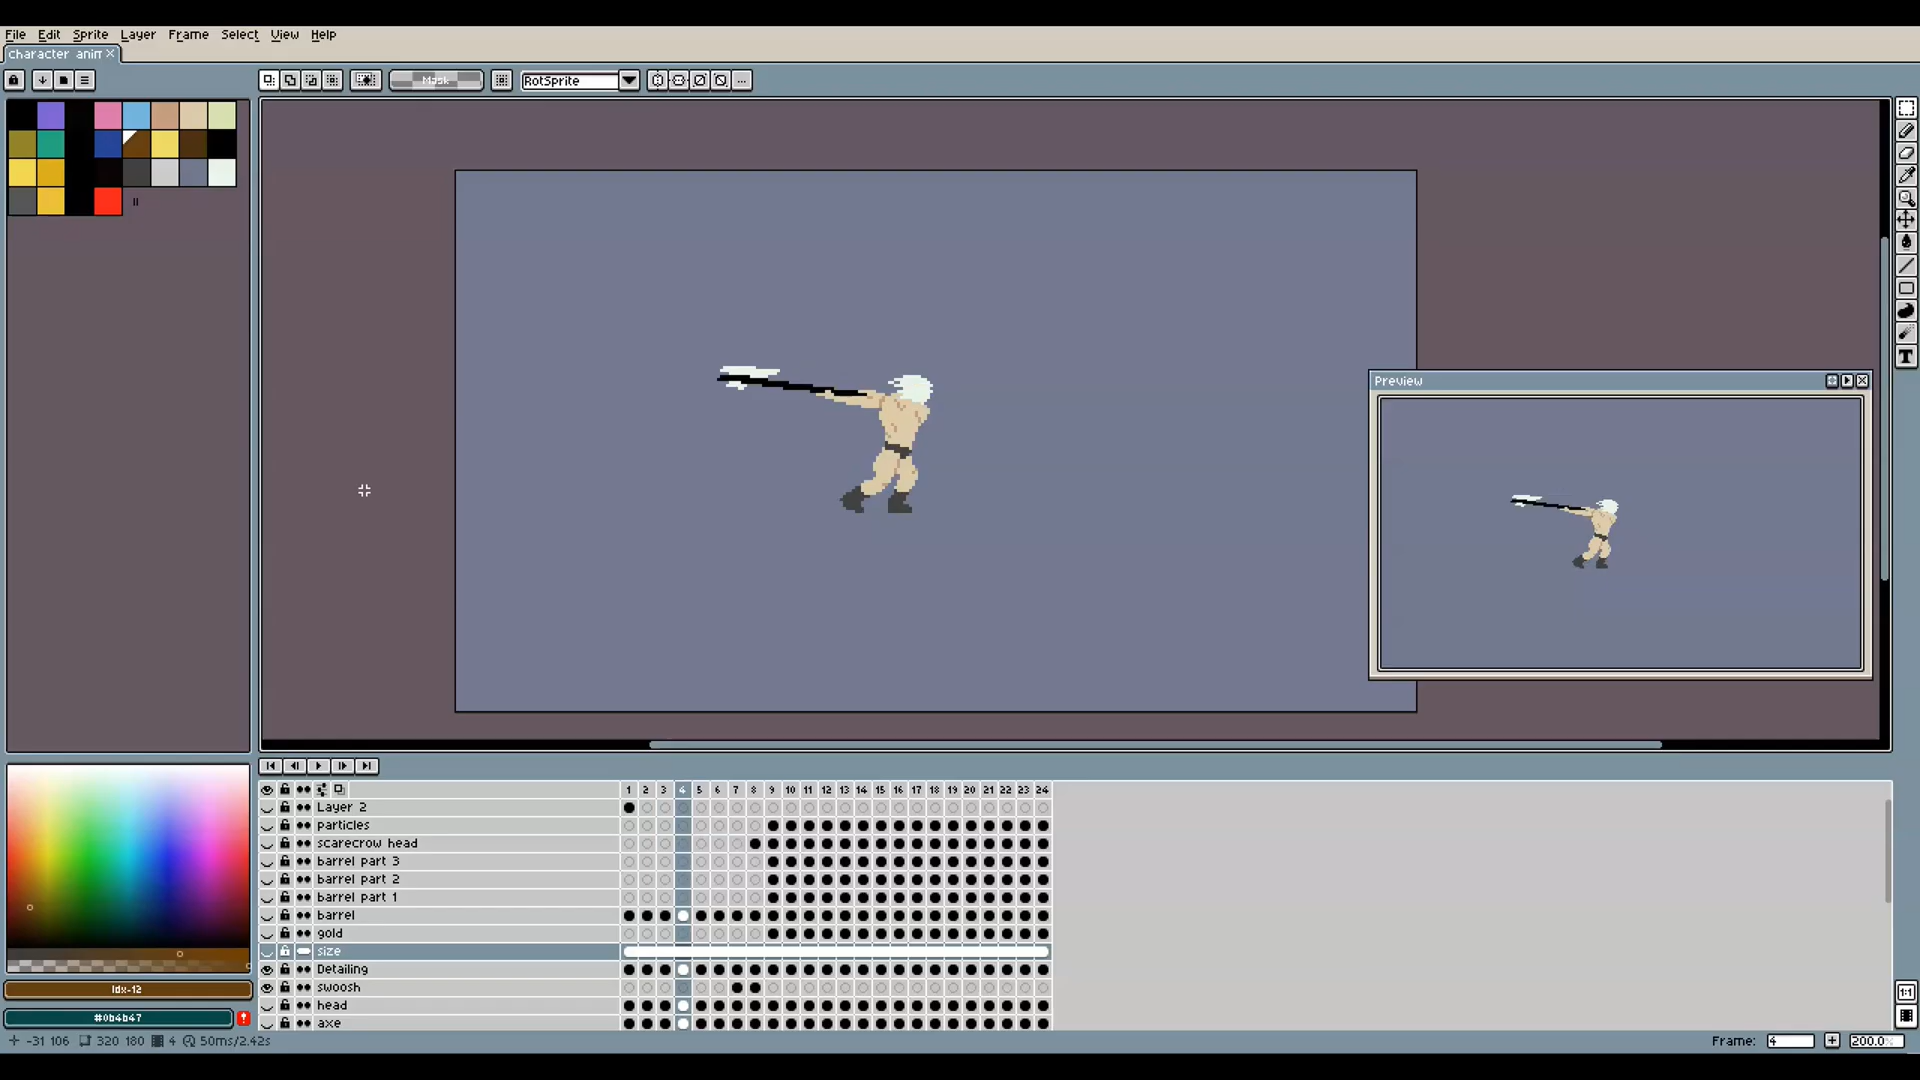 File Edit Sprite Layer Frame Select View Help
character anim
Mask RotSprite
Preview
1 2 3 4 5 6 7 8 9 10 11 12 13 14 15 16 17 18 19 20 21 22 23 24
Layer 2
particles
scarecrow head
barrel part 3
barrel part 2
barrel part 1
barrel
gold
size
Detailing
swoosh
head
axe
Idx-12
#0b4b47
-31 106 320 180 4 50ms/2.42s
1:1
Frame: 4 200.0